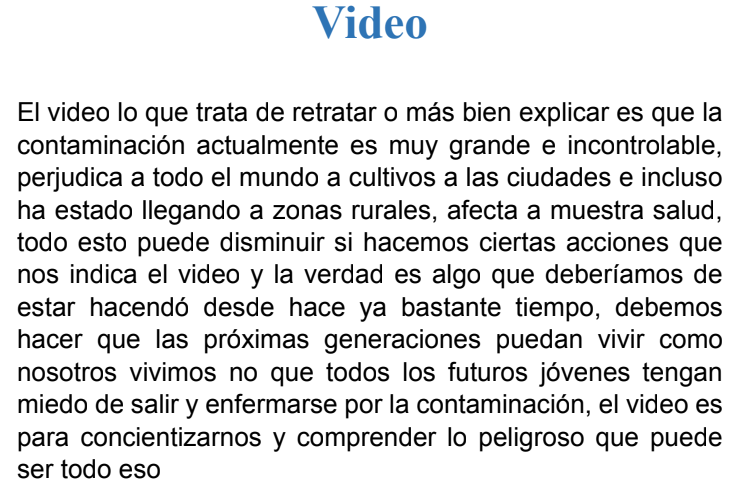 Video
El video lo que trata de retratar o más bien explicar es que la
contaminación actualmente es muy grande e incontrolable,
perjudica a todo el mundo a cultivos a las ciudades e incluso
ha estado llegando a zonas rurales, afecta a muestra salud,
todo esto puede disminuir si hacemos ciertas acciones que
nos indica el video y la verdad es algo que deberíamos de
estar hacendó desde hace ya bastante tiempo, debemos
hacer que las próximas generaciones puedan vivir como
nosotros vivimos no que todos los futuros jóvenes tengan
miedo de salir y enfermarse por la contaminación, el video es
para concientizarnos y comprender lo peligroso que puede
ser todo eso